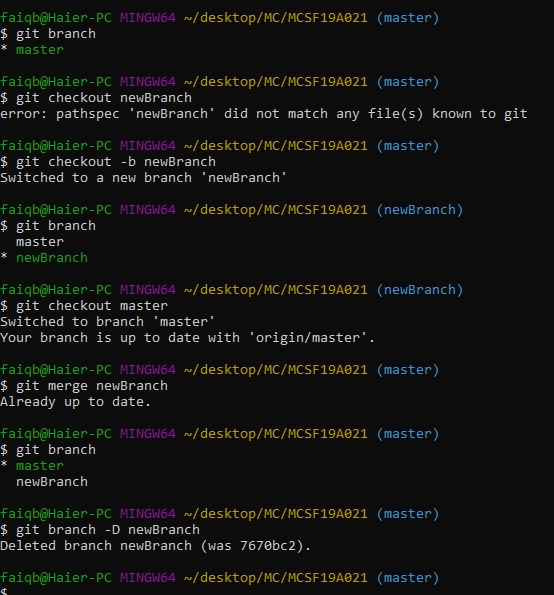 faiqb@Haier-PC MINGW64 ~/desktop/MC/MCSF19A021 (master)
$ git branch
* master
faiqb@Haier-PC MINGW64 ~/desktop/MC/MCSF19A021 (master)
$ git checkout newBranch
error: pathspec 'newBranch' did not match any file(s) known to git
faiqb@Haier-PC MINGW64 ~/desktop/MC/MCSF19A021 (master)
$ git checkout -b newBranch
Switched to a new branch 'newBranch'
faiqb@Haier-PC MINGW64 ~/desktop/MC/MCSF19A021 (newBranch)
$ git branch
  master
* newBranch
faiqb@Haier-PC MINGW64 ~/desktop/MC/MCSF19A021 (newBranch)
$ git checkout master
Switched to branch 'master'
Your branch is up to date with 'origin/master'.
faiqb@Haier-PC MINGW64 ~/desktop/MC/MCSF19A021 (master)
$ git merge newBranch
Already up to date.
faiqb@Haier-PC MINGW64 ~/desktop/MC/MCSF19A021 (master)
$ git branch
* master
  newBranch
faiqb@Haier-PC MINGW64 ~/desktop/MC/MCSF19A021 (master)
$ git branch -D newBranch
Deleted branch newBranch (was 7670bc2).
faiqb@Haier-PC MINGW64 ~/desktop/MC/MCSF19A021 (master)
$